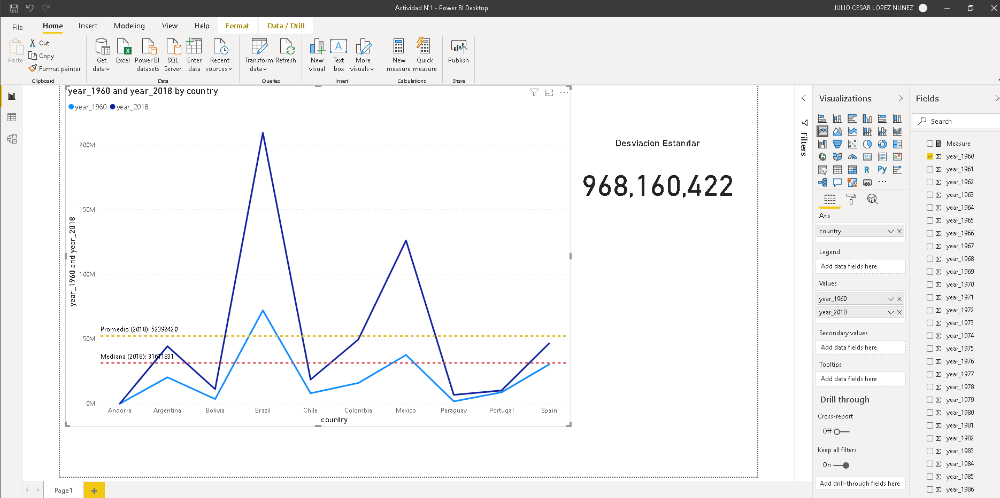 Actividad N°1 - Power BI Desktop
JULIO CESAR LOPEZ NUNEZ
File
Home
Insert
Modeling
View
Help
Format
Data / Drill
Paste
Cut
Copy
Format painter
Clipboard
Get data
Excel
Power BI datasets
SQL Server
Enter data
Recent sources
Data
Transform data
Refresh
Queries
New visual
Text box
More visuals
Insert
New measure
Quick measure
Calculations
Publish
Share
year_1960 and year_2018 by country
year_1960
year_2018
year_1960 and year_2018
200M
150M
100M
50M
0M
Promedio (2018): 52392420
Mediana (2018): 31671831
Andorra
Argentina
Bolivia
Brazil
Chile
Colombia
Mexico
Paraguay
Portugal
Spain
country
Desviacion Estandar
968,160,422
Filters
Visualizations
123
R
Py
Axis
country
Legend
Add data fields here
Values
year_1960
year_2018
Secondary values
Add data fields here
Tooltips
Add data fields here
Drill through
Cross-report
Off
Keep all filters
On
Add drill-through fields here
Fields
Search
Measure
year_1960
year_1961
year_1962
year_1963
year_1964
year_1965
year_1966
year_1967
year_1968
year_1969
year_1970
year_1971
year_1972
year_1973
year_1974
year_1975
year_1976
year_1977
year_1978
year_1979
year_1980
year_1981
year_1982
year_1983
year_1984
year_1985
year_1986
Page1